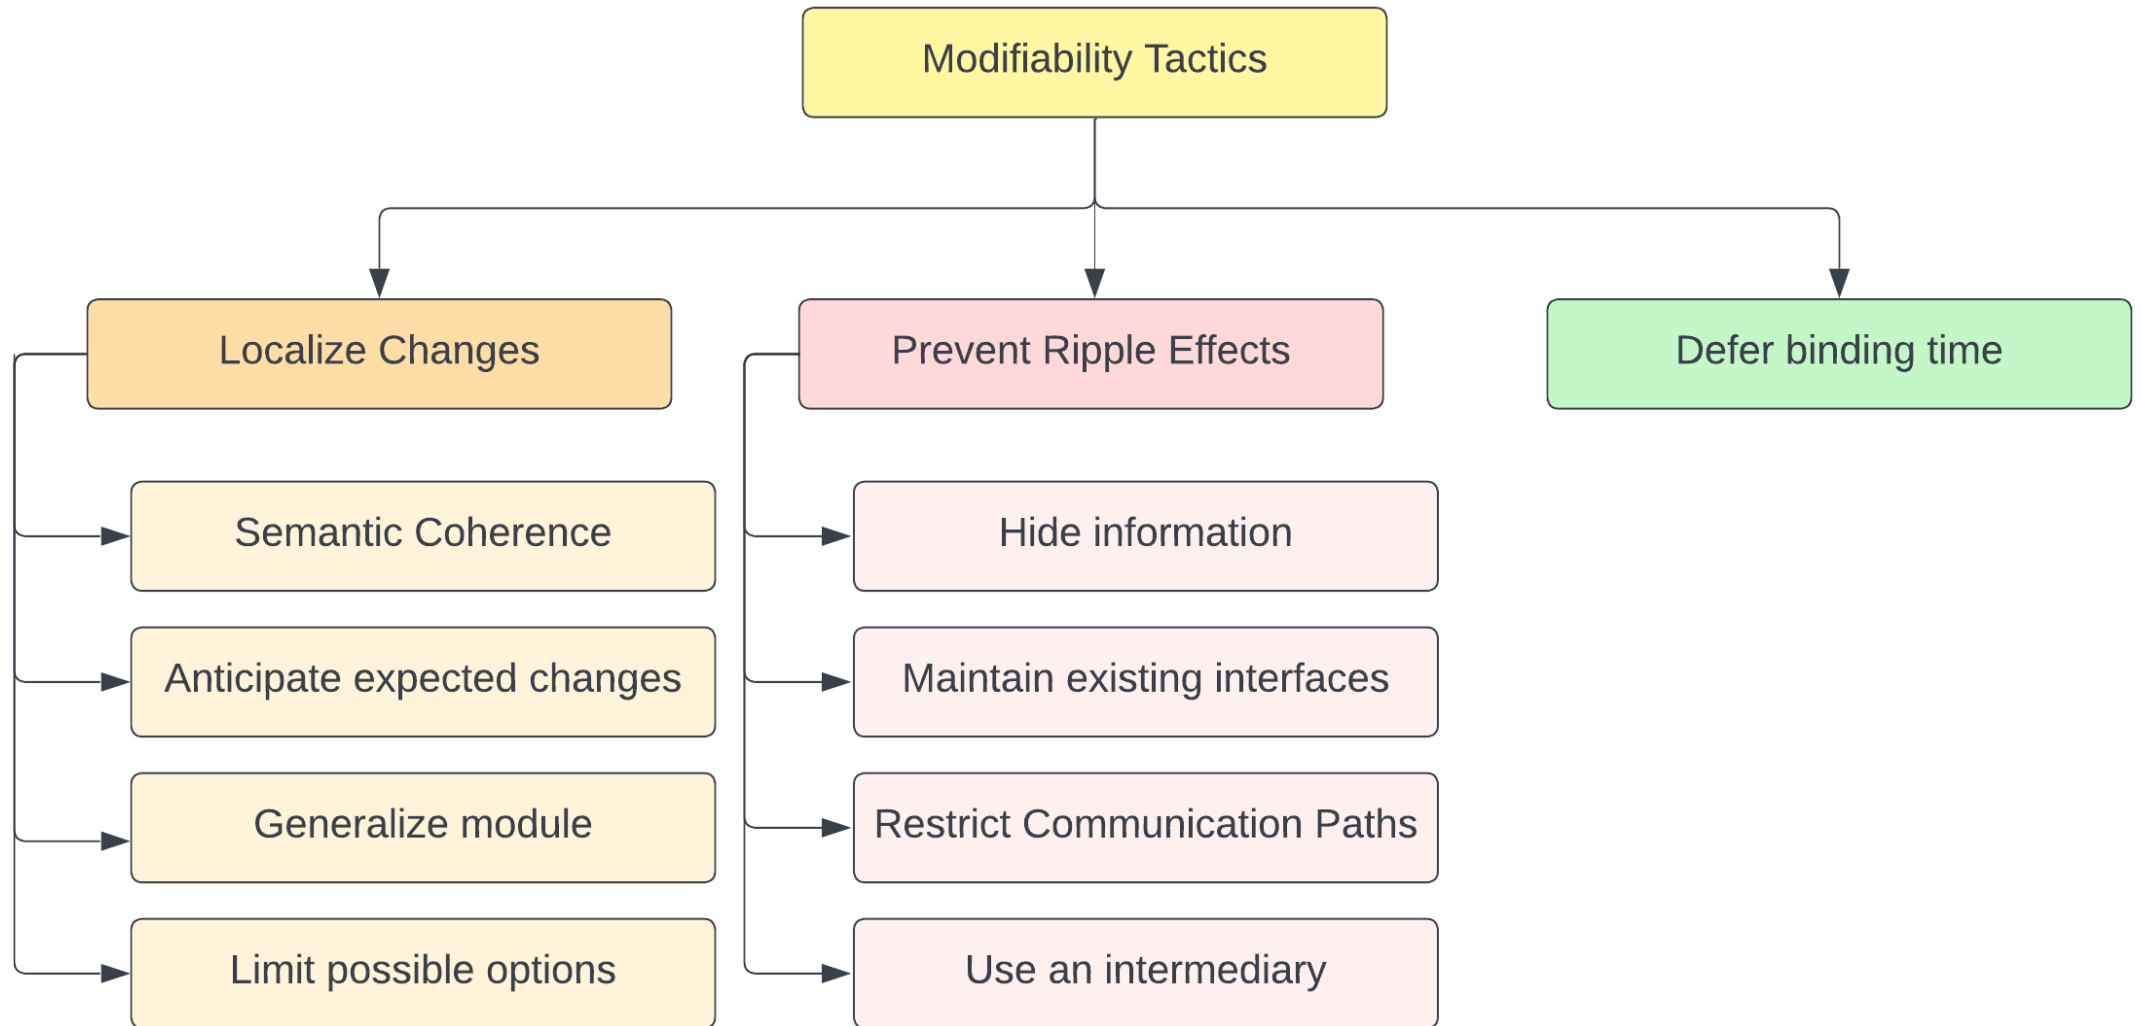 Modifiability Tactics
Localize Changes
Prevent Ripple Effects
Defer binding time
Semantic Coherence
Hide information
Anticipate expected changes
Maintain existing interfaces
Generalize module
Restrict Communication Paths
Limit possible options
Use an intermediary